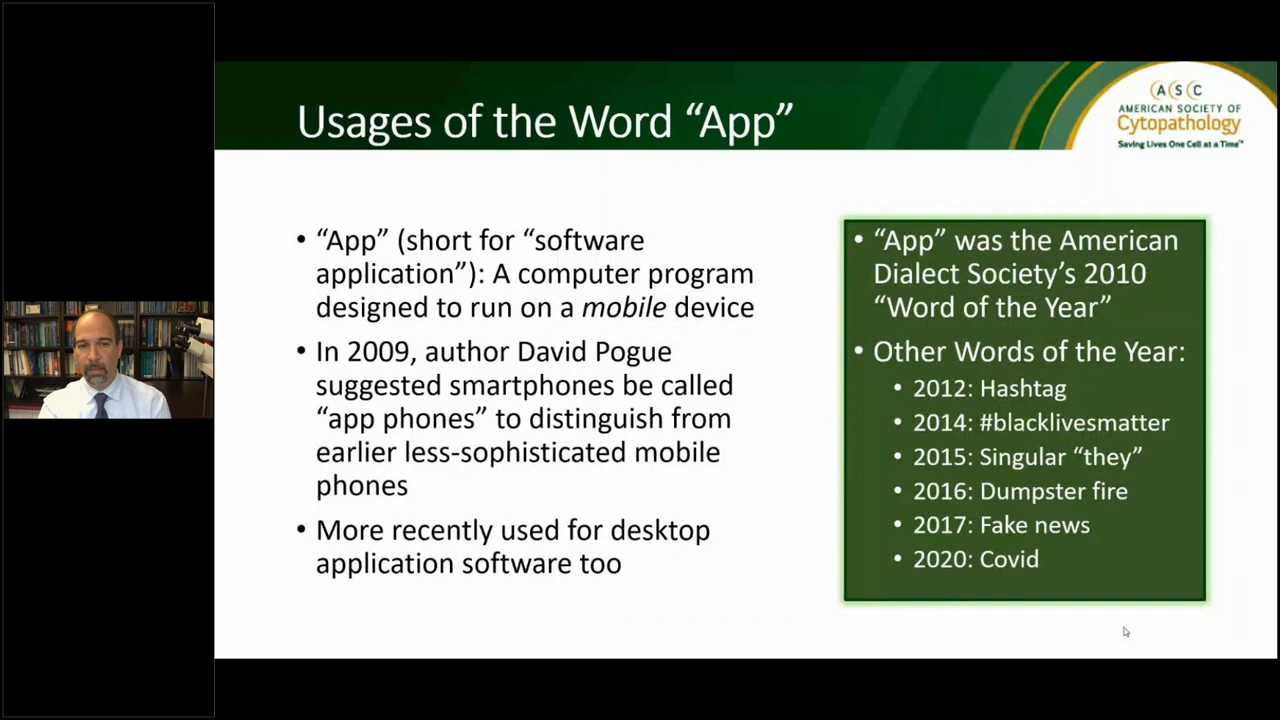 Usages of the Word “App”
A S C
AMERICAN SOCIETY OF
Cytopathology
Saving Lives One Cell at a Time™
• “App” (short for “software
application”): A computer program
designed to run on a mobile device
• In 2009, author David Pogue
suggested smartphones be called
“app phones” to distinguish from
earlier less-sophisticated mobile
phones
• More recently used for desktop
application software too
• “App” was the American
Dialect Society’s 2010
“Word of the Year”
• Other Words of the Year:
• 2012: Hashtag
• 2014: #blacklivesmatter
• 2015: Singular “they”
• 2016: Dumpster fire
• 2017: Fake news
• 2020: Covid